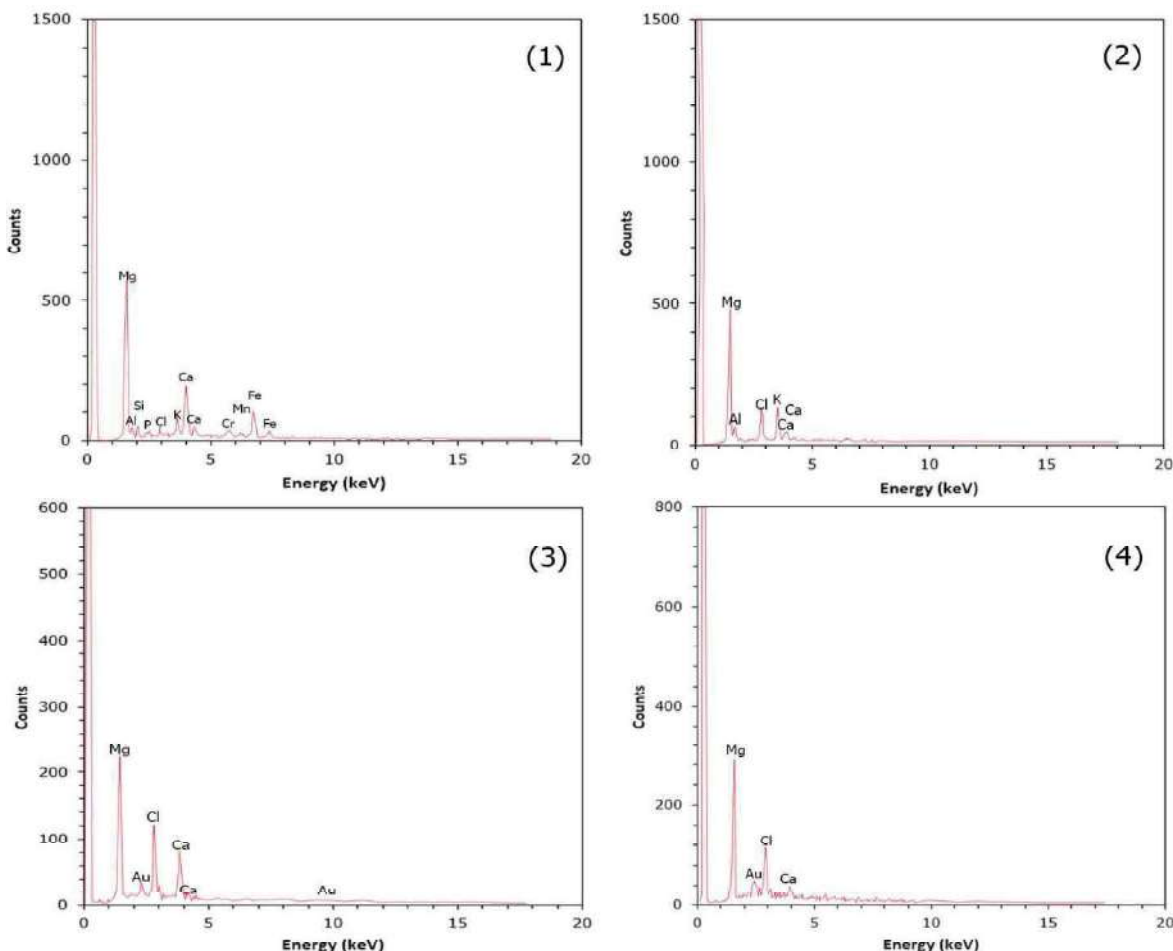 (1)
1500
1000
500
0
Counts
Mg
Al
Si
P
Cl
K
Ca
Ca
Cr
Mn
Fe
Fe
0 5 10 15 20
Energy (keV)
(2)
1500
1000
500
0
Counts
Mg
Al
Cl
K
Ca
Ca
0 5 10 15 20
Energy (keV)
(3)
600
500
400
300
200
100
0
Counts
Mg
Au
Cl
Ca
Ca
Au
0 5 10 15 20
Energy (keV)
(4)
800
600
400
200
0
Counts
Mg
Au
Cl
Ca
0 5 10 15 20
Energy (keV)